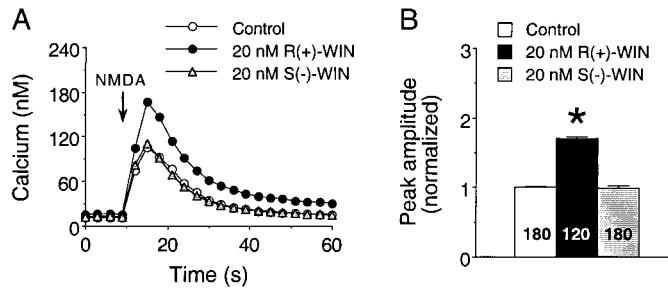 A
Control
20 nM R(+)-WIN
20 nM S(-)-WIN
NMDA
Calcium (nM)
240
180
120
60
0
0 20 40 60
Time (s)
B
Control
20 nM R(+)-WIN
20 nM S(-)-WIN
Peak amplitude
(normalized)
3
2
1
0
*
180 120 180